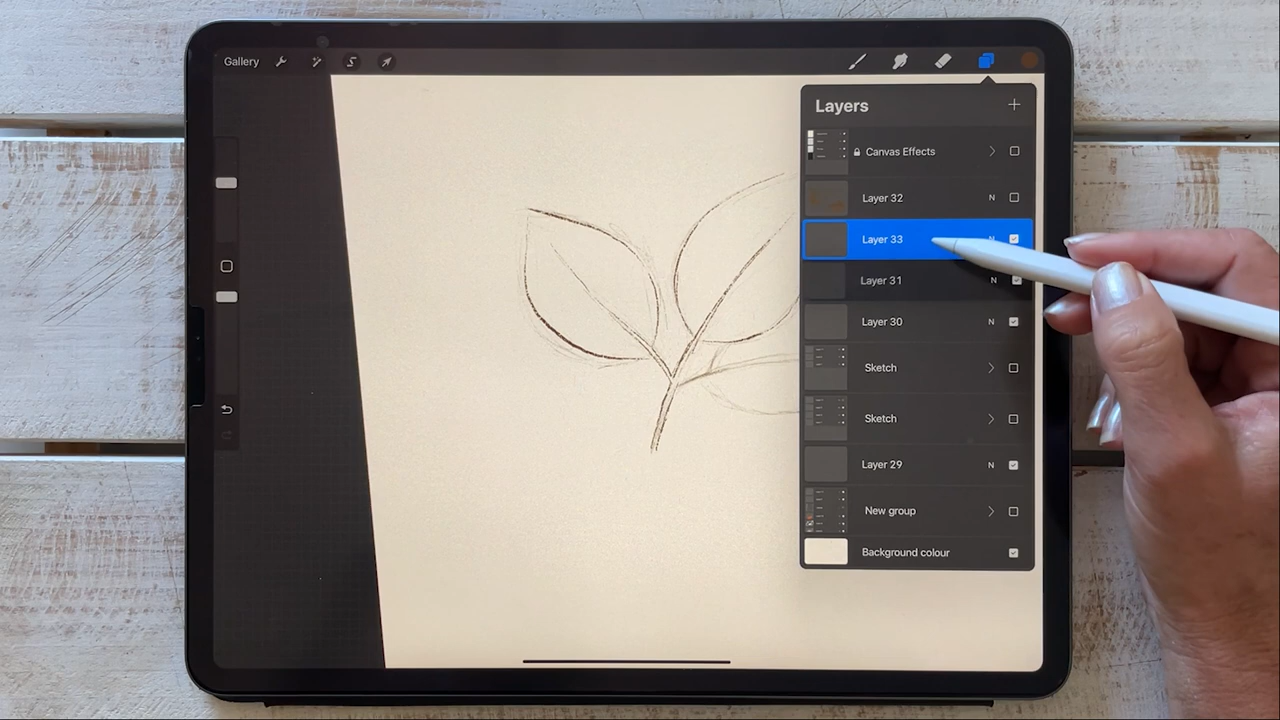 Gallery
Layers
Canvas Effects
Layer 32 N
Layer 33 N
Layer 31 N
Layer 30 N
Sketch
Sketch
Layer 29 N
New group
Background colour